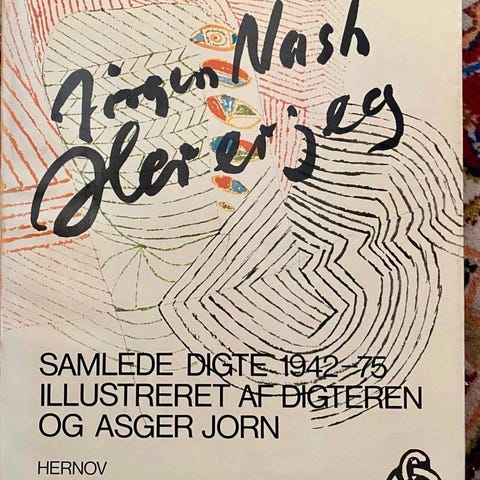 Jørgen Nash
Her er jeg
SAMLEDE DIGTE 1942-75
ILLUSTRERET AF DIGTEREN
OG ASGER JORN
HERNOV